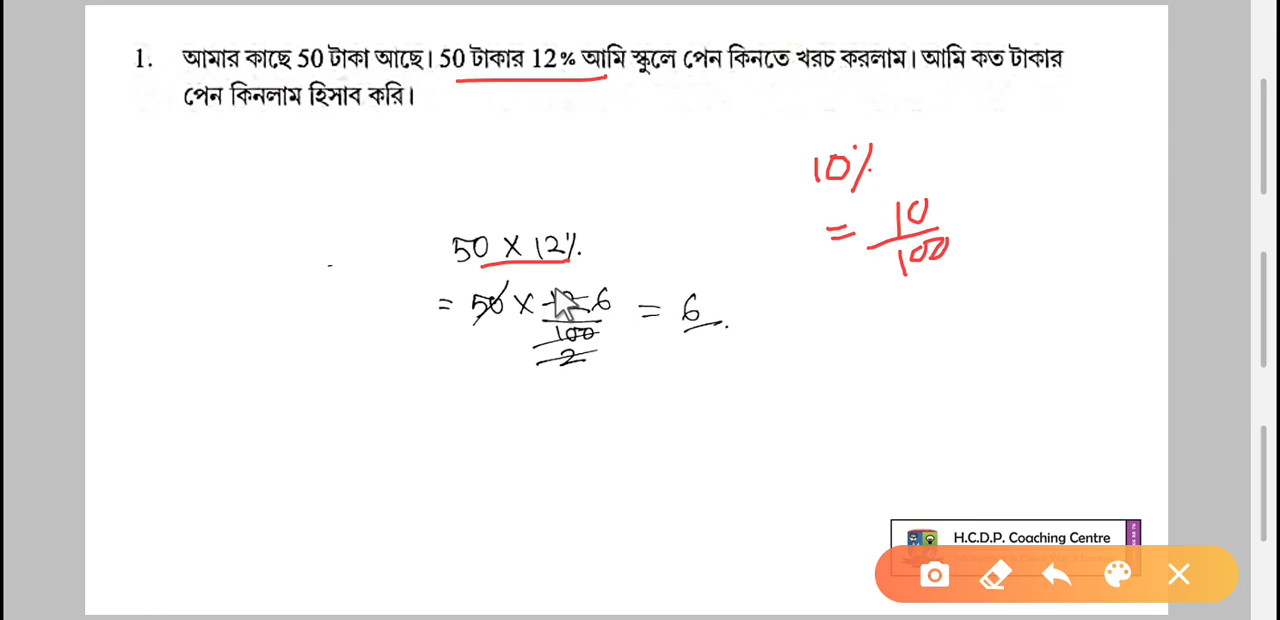 1. আমার কাছে 50 টাকা আছে। 50 টাকার 12% আমি স্কুলে পেন কিনতে খরচ করলাম। আমি কত টাকার
পেন কিনলাম হিসাব করি।
10%
= 10/100
50 × 12%
= 50 × 12 6 = 6
100
2
H.C.D.P. Coaching Centre